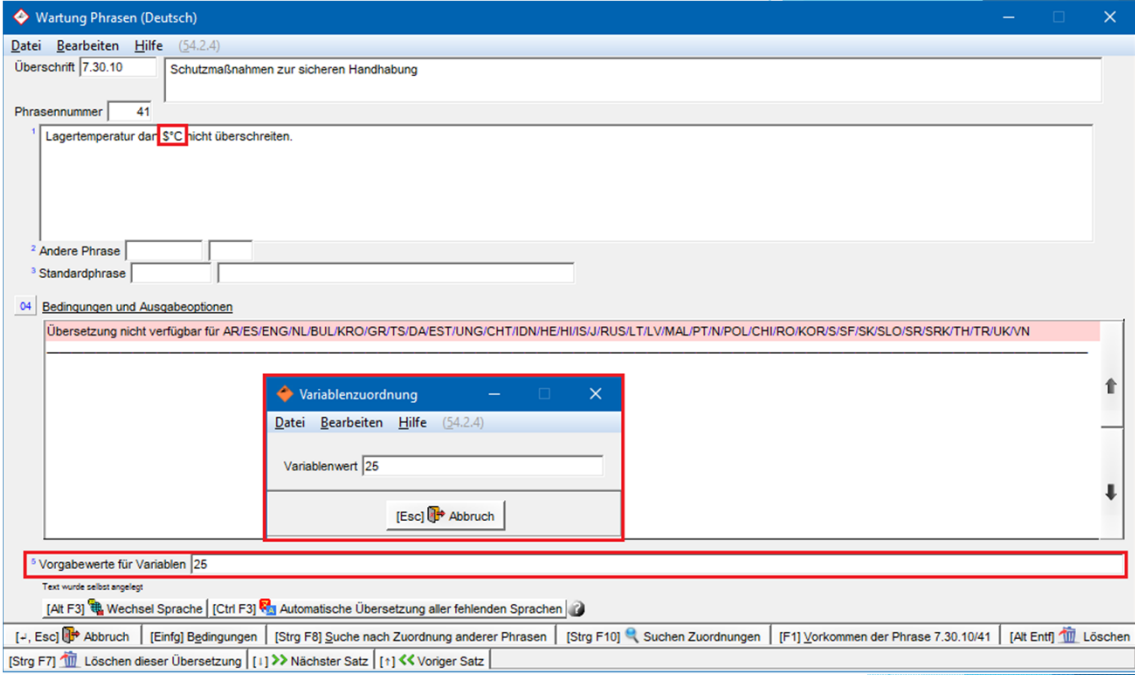 Wartung Phrasen (Deutsch)
Datei Bearbeiten Hilfe (54.2.4)
Überschrift 7.30.10 Schutzmaßnahmen zur sicheren Handhabung
Phrasennummer 41
1 Lagertemperatur darf $°C nicht überschreiten.
2 Andere Phrase
3 Standardphrase
04 Bedingungen und Ausgabeoptionen
Übersetzung nicht verfügbar für AR/ES/ENG/NL/BUL/KRO/GR/TS/DA/EST/UNG/CHT/IDN/HE/HI/IS/J/RUS/LT/LV/MAL/PT/N/POL/CHI/RO/KOR/S/SF/SK/SLO/SR/SRK/TH/TR/UK/VN
Variablenzuordnung
Datei Bearbeiten Hilfe (54.2.4)
Variablenwert 25
[Esc] Abbruch
5 Vorgabewerte für Variablen 25
Text wurde selbst angelegt
[Alt F3] Wechsel Sprache [Ctrl F3] Automatische Übersetzung aller fehlenden Sprachen
[↵, Esc] Abbruch [Einfg] Bedingungen [Strg F8] Suche nach Zuordnung anderer Phrasen [Strg F10] Suchen Zuordnungen [F1] Vorkommen der Phrase 7.30.10/41 [Alt Entf] Löschen
[Strg F7] Löschen dieser Übersetzung [↓] Nächster Satz [↑] Voriger Satz